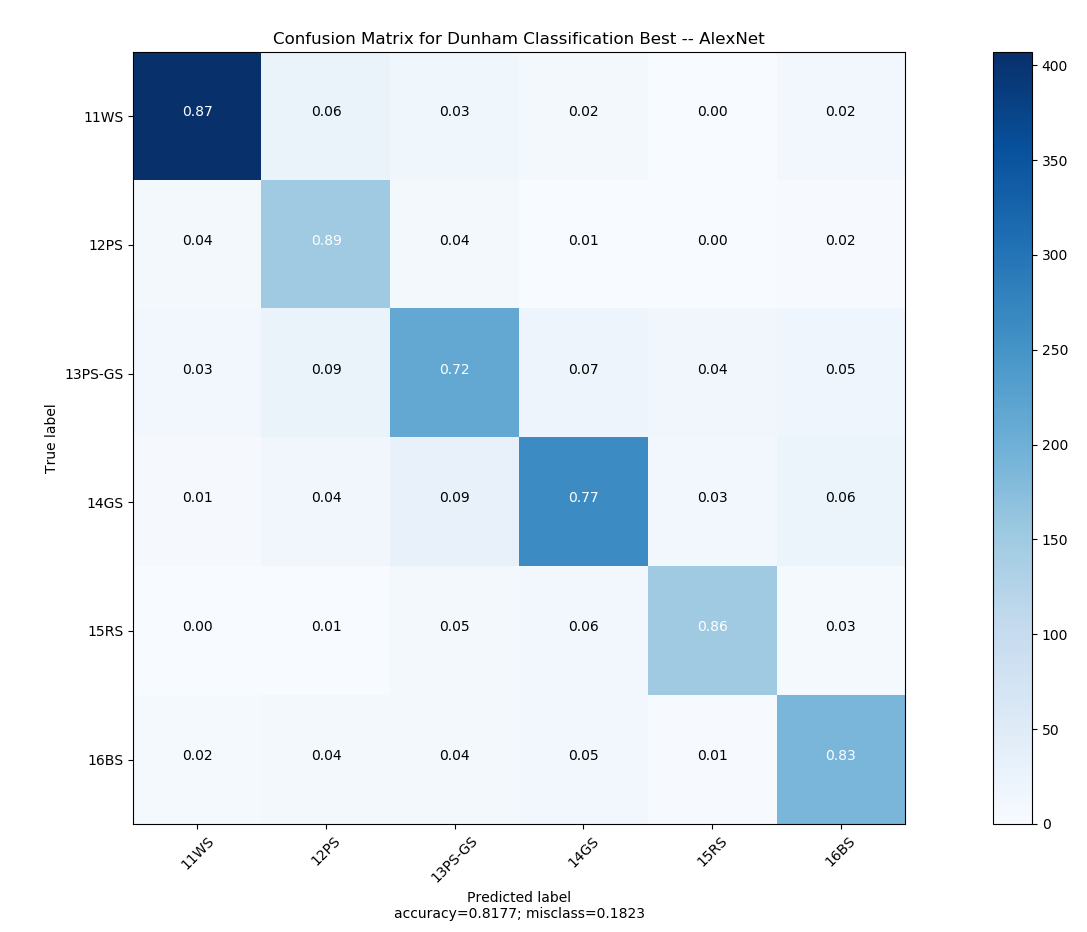 Confusion Matrix for Dunham Classification Best -- AlexNet
11WS 0.87 0.06 0.03 0.02 0.00 0.02
12PS 0.04 0.89 0.04 0.01 0.00 0.02
13PS-GS 0.03 0.09 0.72 0.07 0.04 0.05
14GS 0.01 0.04 0.09 0.77 0.03 0.06
15RS 0.00 0.01 0.05 0.06 0.86 0.03
16BS 0.02 0.04 0.04 0.05 0.01 0.83
True label
11WS 12PS 13PS-GS 14GS 15RS 16BS
Predicted label
accuracy=0.8177; misclass=0.1823
400
350
300
250
200
150
100
50
0